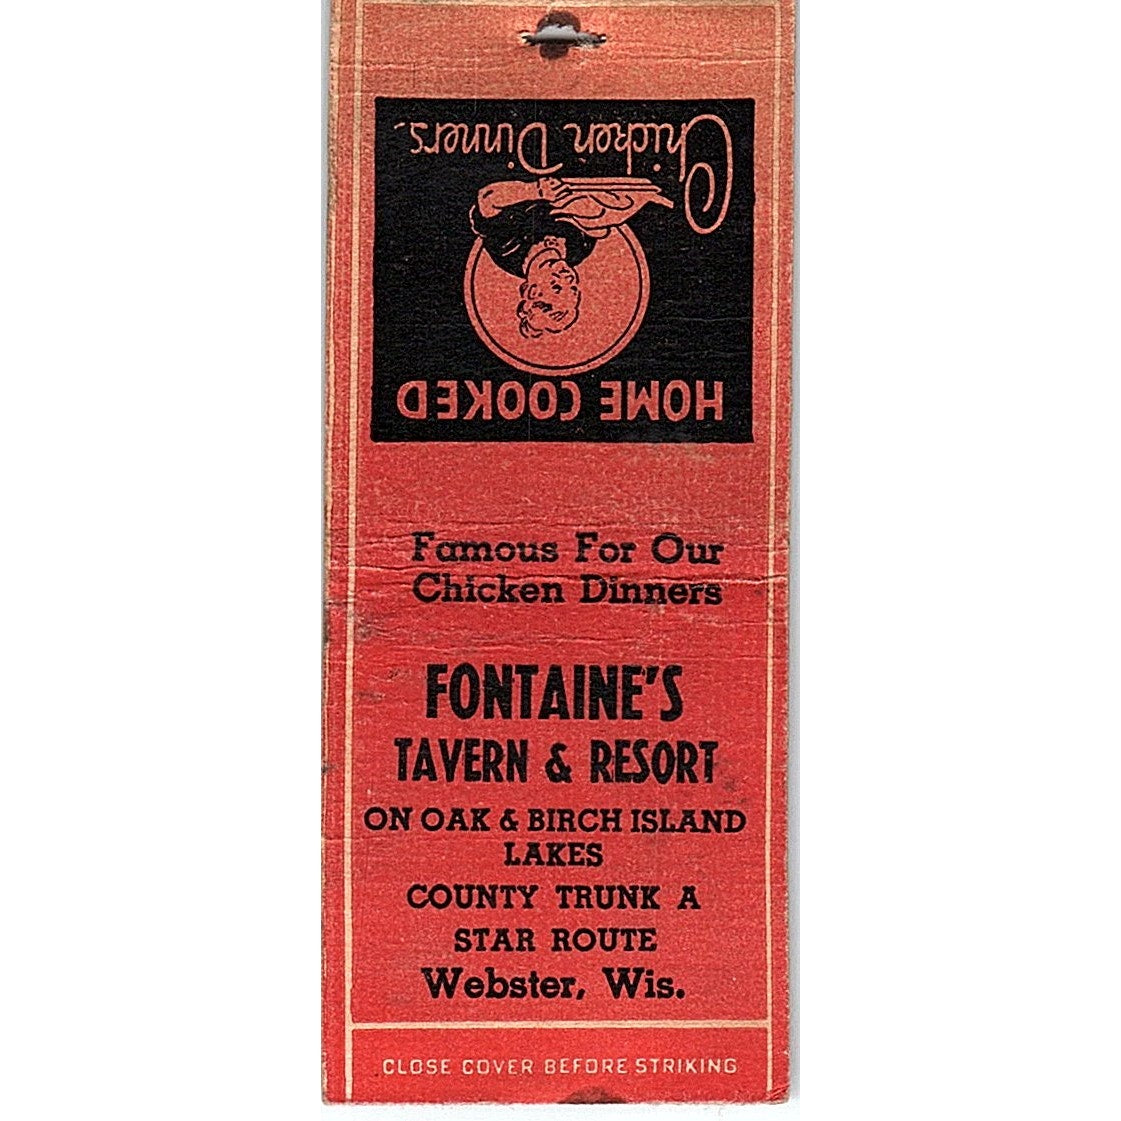 HOME COOKED
Chicken Dinners.
Famous For Our
Chicken Dinners
FONTAINE'S
TAVERN & RESORT
ON OAK & BIRCH ISLAND
LAKES
COUNTY TRUNK A
STAR ROUTE
Webster, Wis.
CLOSE COVER BEFORE STRIKING